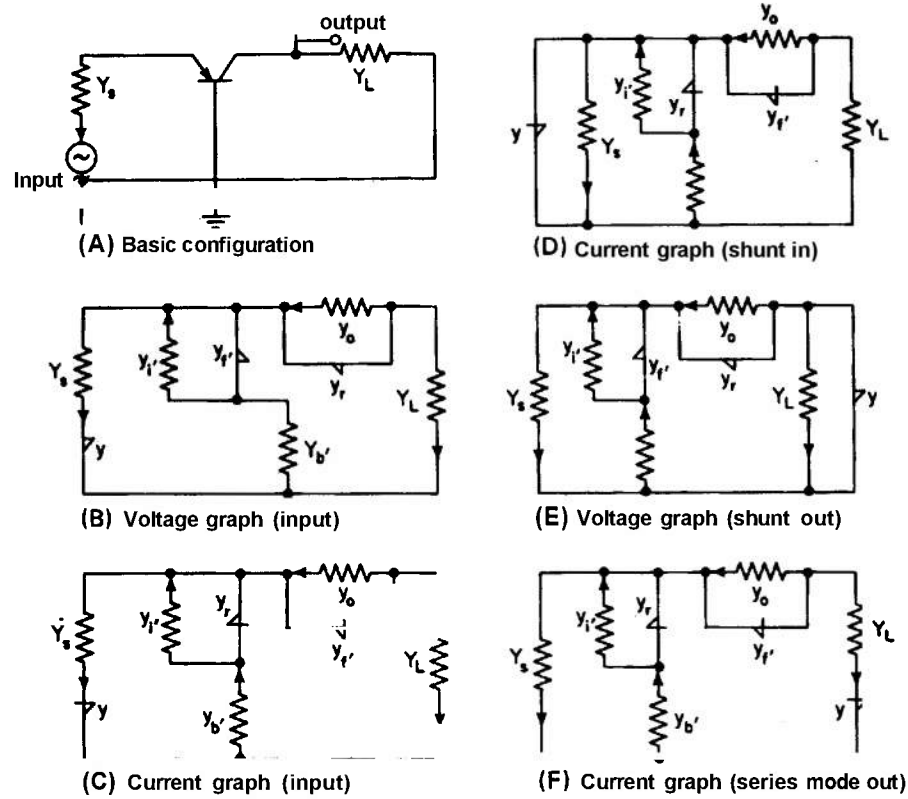 output
Y_s
Y_L
Input
(A) Basic configuration
y_o
y_i'
y_r
y_f'
y
Y_s
Y_L
(D) Current graph (shunt in)
Y_s
y_i'
y_f'
y_o
y_r
Y_L
y
Y_b'
(B) Voltage graph (input)
y_i'
y_f'
y_o
y_r
Y_s
Y_L
y
(E) Voltage graph (shunt out)
Y_s
y_i'
y_r
y_o
y_f'
Y_L
y
y_b'
(C) Current graph (input)
y_i'
y_r
y_o
y_f'
Y_L
Y_s
y
y_b'
(F) Current graph (series mode out)